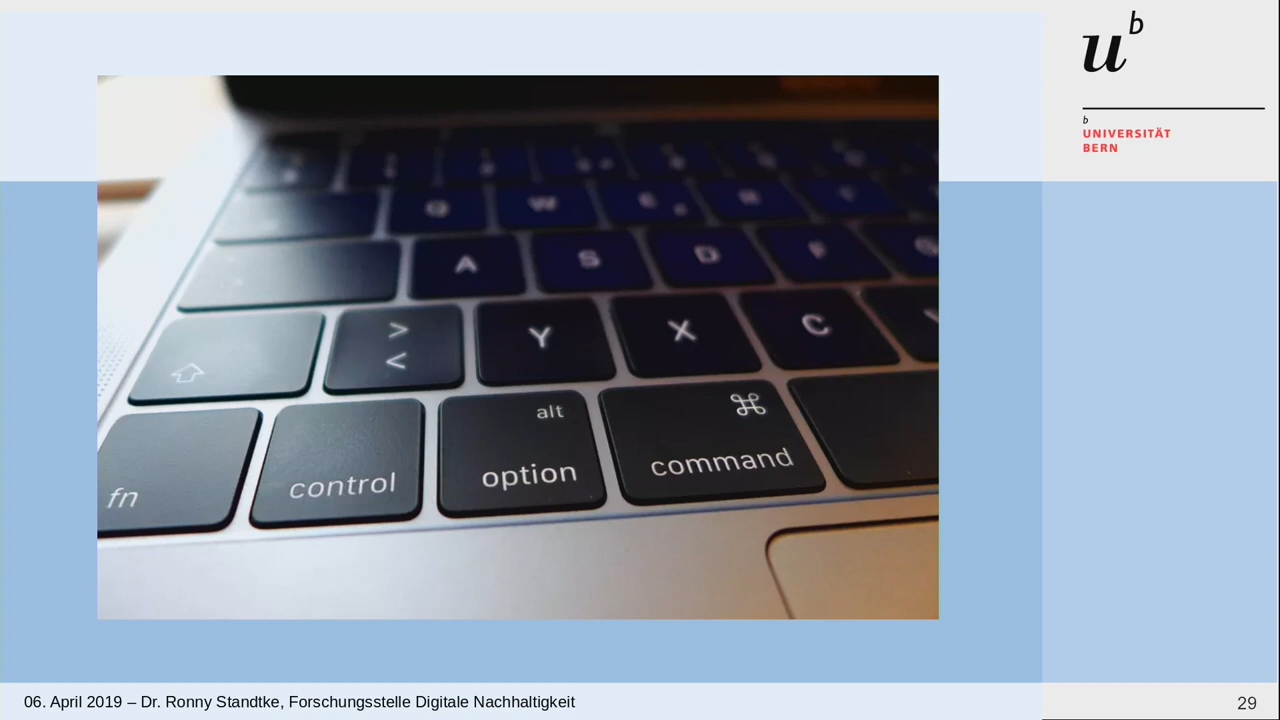 u b
b
UNIVERSITÄT
BERN
Q W E R
A S D F G
> Y X C
<
alt ⌘
fn control option command
06. April 2019 – Dr. Ronny Standtke, Forschungsstelle Digitale Nachhaltigkeit
29